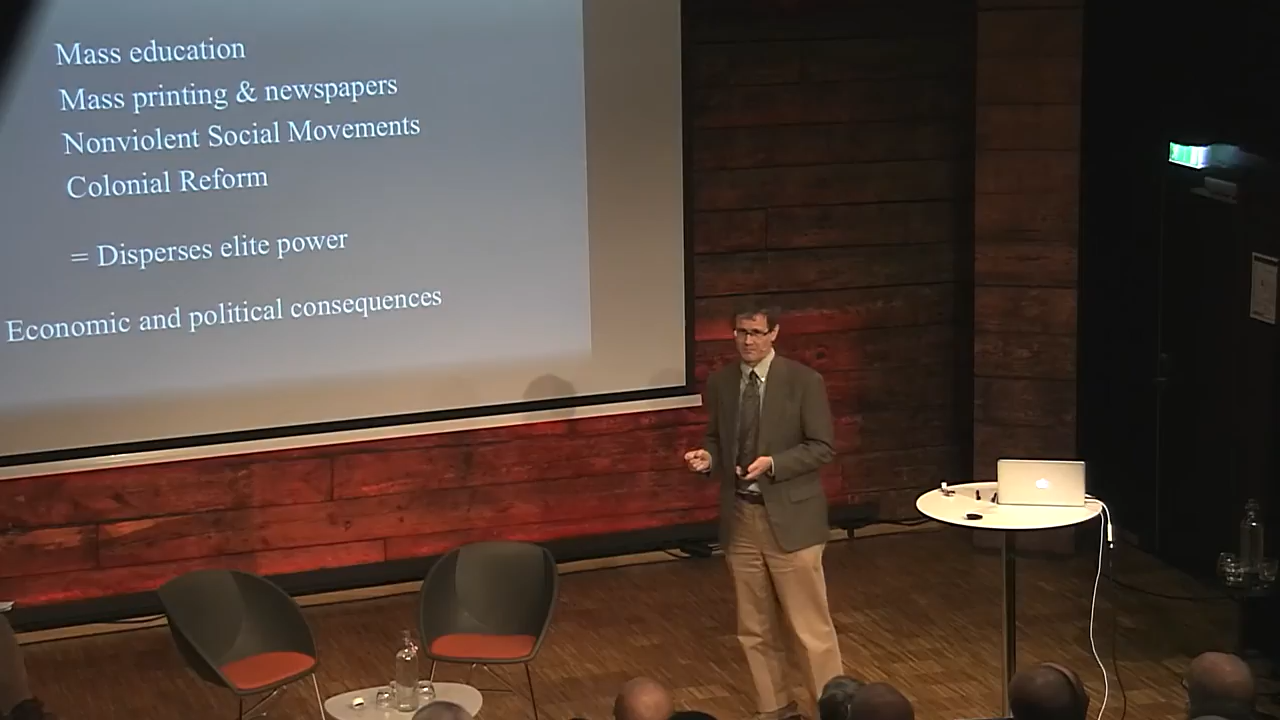 Mass education
Mass printing & newspapers
Nonviolent Social Movements
Colonial Reform
= Disperses elite power
Economic and political consequences